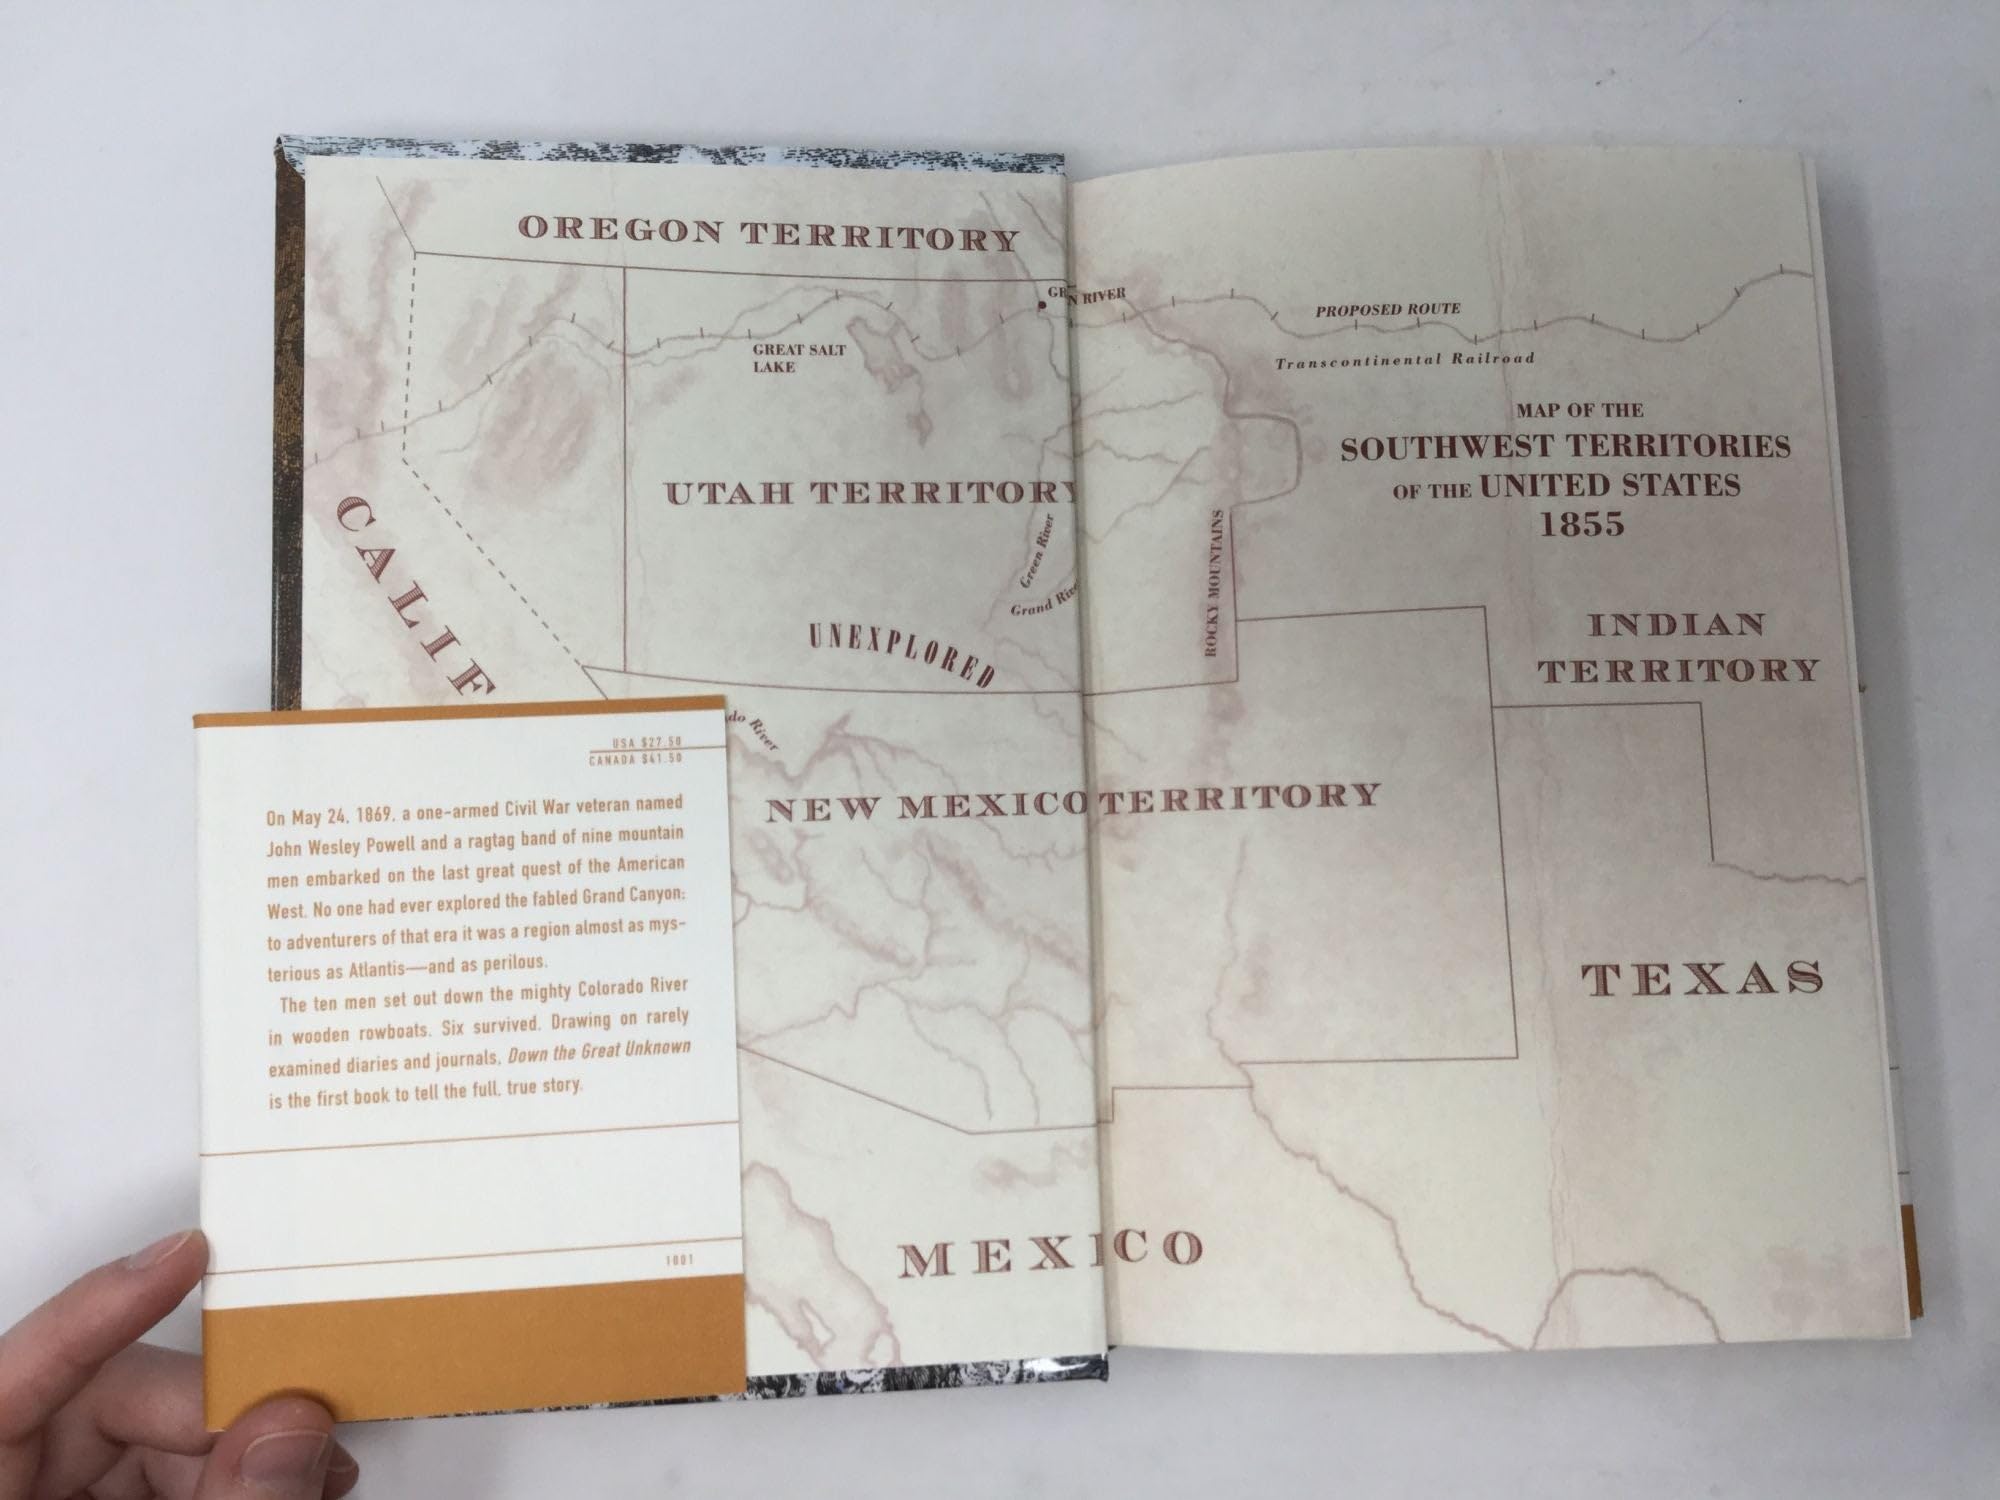 OREGON TERRITORY
GREAT SALT
LAKE
UTAH TERRITORY
Green River
Grand
UNEXPLORED
CALIF
River
NEW MEXICO TERRITORY
MEXICO
RIVER
PROPOSED ROUTE
Transcontinental Railroad
MAP OF THE
SOUTHWEST TERRITORIES
OF THE UNITED STATES
1855
ROCKY MOUNTAINS
INDIAN
TERRITORY
TEXAS
USA $27.50
CANADA $41.50
On May 24, 1869, a one-armed Civil War veteran named
John Wesley Powell and a ragtag band of nine mountain
men embarked on the last great quest of the American
West. No one had ever explored the fabled Grand Canyon;
to adventurers of that era it was a region almost as mys-
terious as Atlantis—and as perilous.
The ten men set out down the mighty Colorado River
in wooden rowboats. Six survived. Drawing on rarely
examined diaries and journals, Down the Great Unknown
is the first book to tell the full, true story.
1001